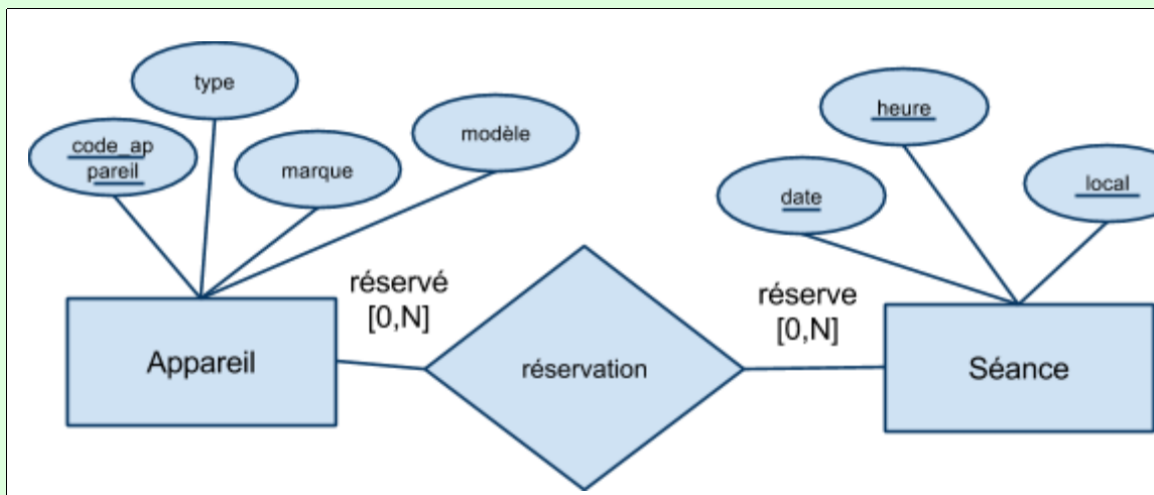 type
code_ap
pareil
marque
modèle
heure
date
local
réservé
[0,N]
réserve
[0,N]
Appareil
réservation
Séance